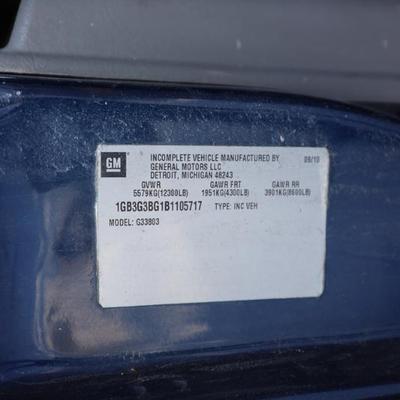 GM
INCOMPLETE VEHICLE MANUFACTURED BY 09/10
GENERAL MOTORS LLC
DETROIT, MICHIGAN 48243
GVWR GAWR FRT GAWR RR
5579KG(12300LB) 1951KG(4300LB) 3901KG(8600LB)
1GB3G3BG1B1105717 TYPE: INC VEH
MODEL: G33803